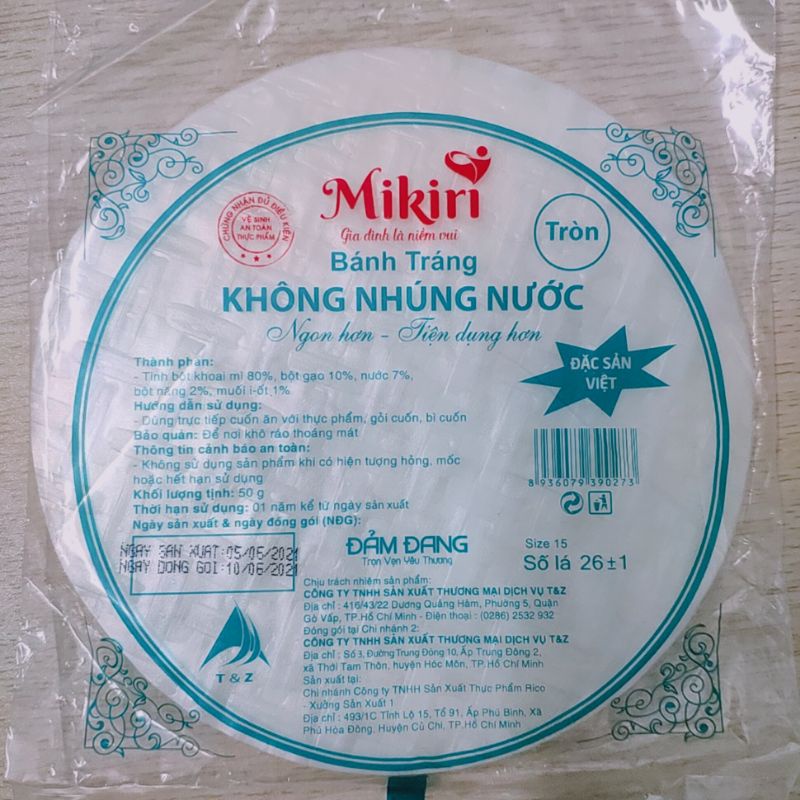 Mikiri
Gia đình là niềm vui
CHỨNG NHẬN ĐỦ ĐIỀU KIỆN
VỆ SINH
AN TOÀN
THỰC PHẨM
Tròn
Bánh Tráng
KHÔNG NHÚNG NƯỚC
Ngon hơn - Tiện dụng hơn
ĐẶC SẢN
VIỆT
Thành phần:
- Tinh bột khoai mì 80%, bột gạo 10%, nước 7%,
bột năng 2%, muối i-ốt 1%
Hướng dẫn sử dụng:
- Dùng trực tiếp cuốn ăn với thực phẩm, gỏi cuốn, bì cuốn
Bảo quản: Để nơi khô ráo thoáng mát
Thông tin cảnh báo an toàn:
- Không sử dụng sản phẩm khi có hiện tượng hỏng, mốc
hoặc hết hạn sử dụng
Khối lượng tịnh: 50 g
Thời hạn sử dụng: 01 năm kể từ ngày sản xuất
Ngày sản xuất & ngày đóng gói (NĐG):
NGAY SAN XUAT:05/06/2021
NGAY DONG GOI:10/06/2021
8 936079 390273
ĐẢM ĐANG
Trọn Vẹn Yêu Thương
Size 15
Số lá 26±1
T & Z
Chịu trách nhiệm sản phẩm:
CÔNG TY TNHH SẢN XUẤT THƯƠNG MẠI DỊCH VỤ T&Z
Địa chỉ : 416/43/22 Dương Quảng Hàm, Phường 5, Quận
Gò Vấp, TP.Hồ Chí Minh - Điện thoại : (0286) 2532 932
Đóng gói tại Chi nhánh 2:
CÔNG TY TNHH SẢN XUẤT THƯƠNG MẠI DỊCH VỤ T&Z
Địa chỉ : Số 3, Đường Trung Đông 10, Ấp Trung Đông 2,
xã Thới Tam Thôn, huyện Hóc Môn, TP.Hồ Chí Minh
Sản xuất tại:
Chi nhánh Công ty TNHH Sản Xuất Thực Phẩm Rico
- Xưởng Sản Xuất 1
Địa chỉ : 493/1C Tỉnh Lộ 15, Tổ 91, Ấp Phú Bình, Xã
Phú Hòa Đông, Huyện Củ Chi, TP.Hồ Chí Minh